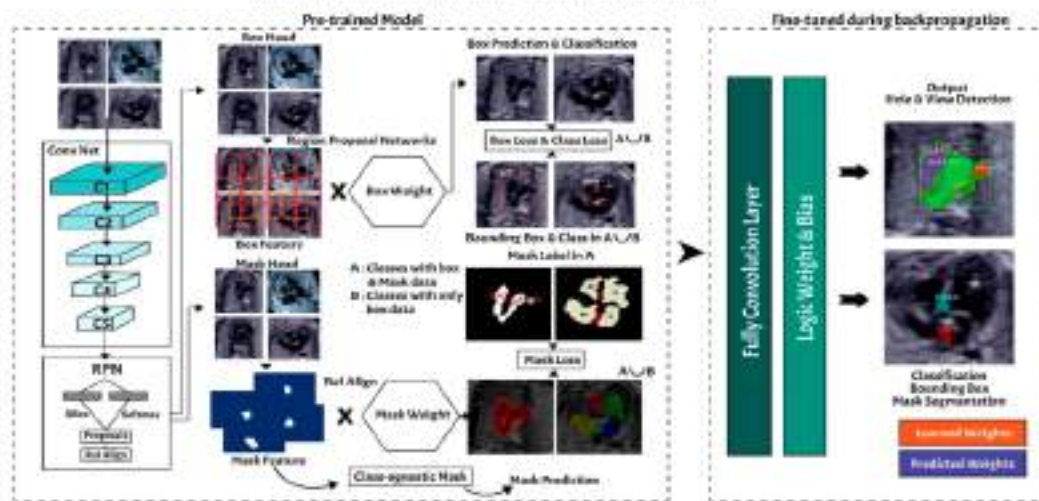 Pre-trained Model
Fine-tuned during backpropagation
Box Head
Box Prediction & Classification
Conv Net
Region Proposal Networks
X
Box Weight
Box Loss & Class Loss
A\_/B
Box Feature
Bounding Box & Class in A\_/B
Mask Head
Mask Label in A
A : Classes with box
& Mask data
B : Classes with only
box data
C2
C4
C5
RPN
Softmax
Proposals
RoI Align
RoI Align
X
Mask Weight
Mask Loss
A\_/B
Mask Feature
Class-agnostic Mask
Mask Prediction
Fully Convolution Layer
Logic Weight & Bias
Output
Hole & View Detection
Classification
Bounding Box
Mask Segmentation
Learned Weights
Predicted Weights